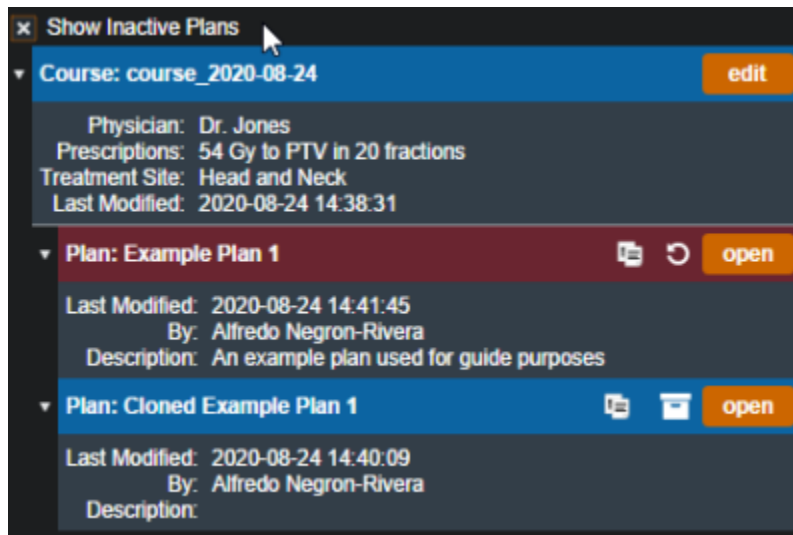 Show Inactive Plans
Course: course_2020-08-24 edit
Physician: Dr. Jones
Prescriptions: 54 Gy to PTV in 20 fractions
Treatment Site: Head and Neck
Last Modified: 2020-08-24 14:38:31
Plan: Example Plan 1 open
Last Modified: 2020-08-24 14:41:45
By: Alfredo Negron-Rivera
Description: An example plan used for guide purposes
Plan: Cloned Example Plan 1 open
Last Modified: 2020-08-24 14:40:09
By: Alfredo Negron-Rivera
Description: